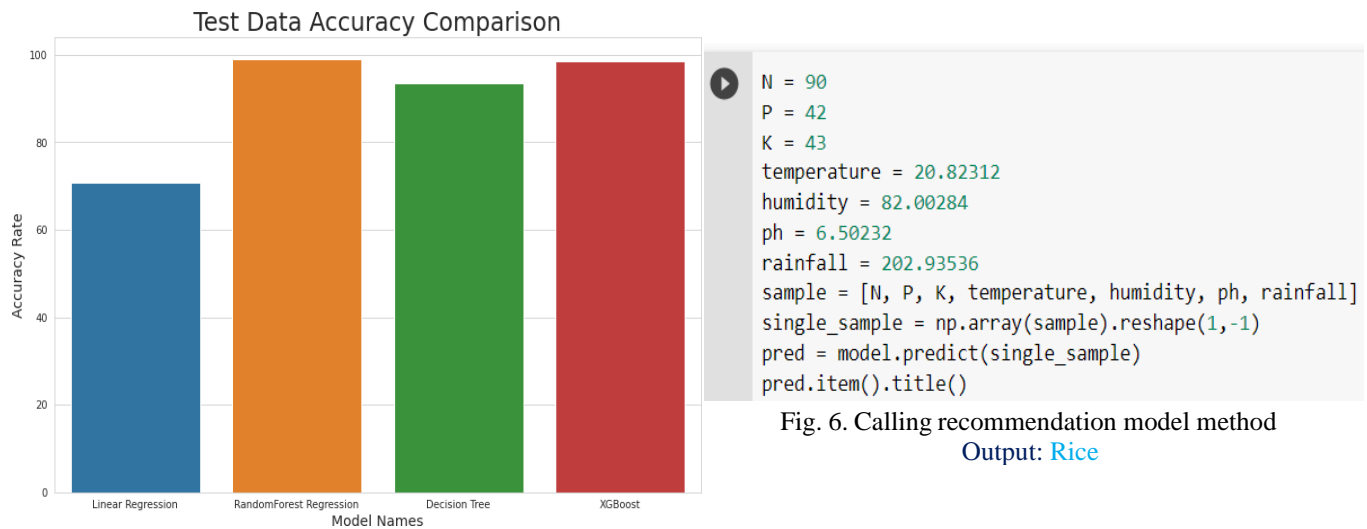 Test Data Accuracy Comparison
100
80
60
40
20
0
Accuracy Rate
Linear Regression
RandomForest Regression
Decision Tree
XGBoost
Model Names
N = 90
P = 42
K = 43
temperature = 20.82312
humidity = 82.00284
ph = 6.50232
rainfall = 202.93536
sample = [N, P, K, temperature, humidity, ph, rainfall]
single_sample = np.array(sample).reshape(1,-1)
pred = model.predict(single_sample)
pred.item().title()
Fig. 6. Calling recommendation model method
Output: Rice